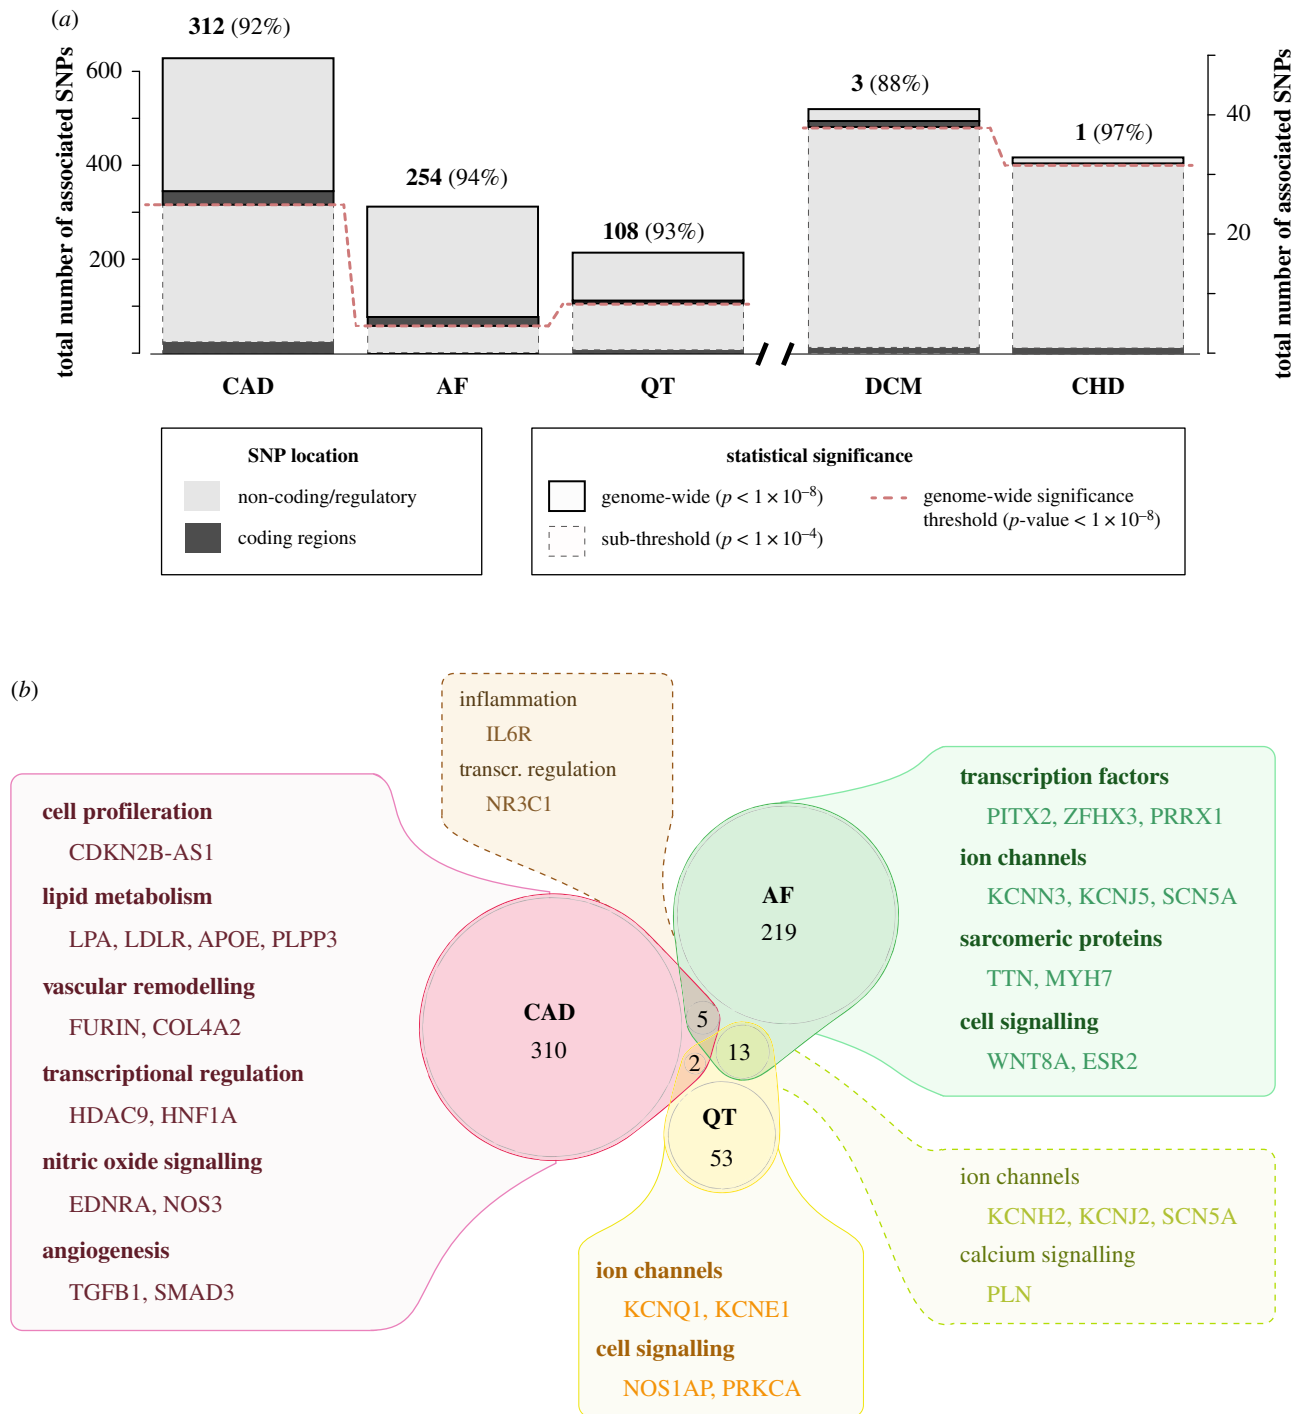 (a)
312 (92%)
254 (94%)
108 (93%)
3 (88%)
1 (97%)
total number of associated SNPs
600
400
200
total number of associated SNPs
40
20
CAD
AF
QT
DCM
CHD
SNP location
non-coding/regulatory
coding regions
statistical significance
genome-wide (p < 1 × 10⁻⁸)
sub-threshold (p < 1 × 10⁻⁴)
genome-wide significance
threshold (p-value < 1 × 10⁻⁸)
(b)
inflammation
IL6R
transcr. regulation
NR3C1
cell profileration
CDKN2B-AS1
lipid metabolism
LPA, LDLR, APOE, PLPP3
vascular remodelling
FURIN, COL4A2
transcriptional regulation
HDAC9, HNF1A
nitric oxide signalling
EDNRA, NOS3
angiogenesis
TGFB1, SMAD3
CAD
310
AF
219
5
13
2
QT
53
transcription factors
PITX2, ZFHX3, PRRX1
ion channels
KCNN3, KCNJ5, SCN5A
sarcomeric proteins
TTN, MYH7
cell signalling
WNT8A, ESR2
ion channels
KCNH2, KCNJ2, SCN5A
calcium signalling
PLN
ion channels
KCNQ1, KCNE1
cell signalling
NOS1AP, PRKCA